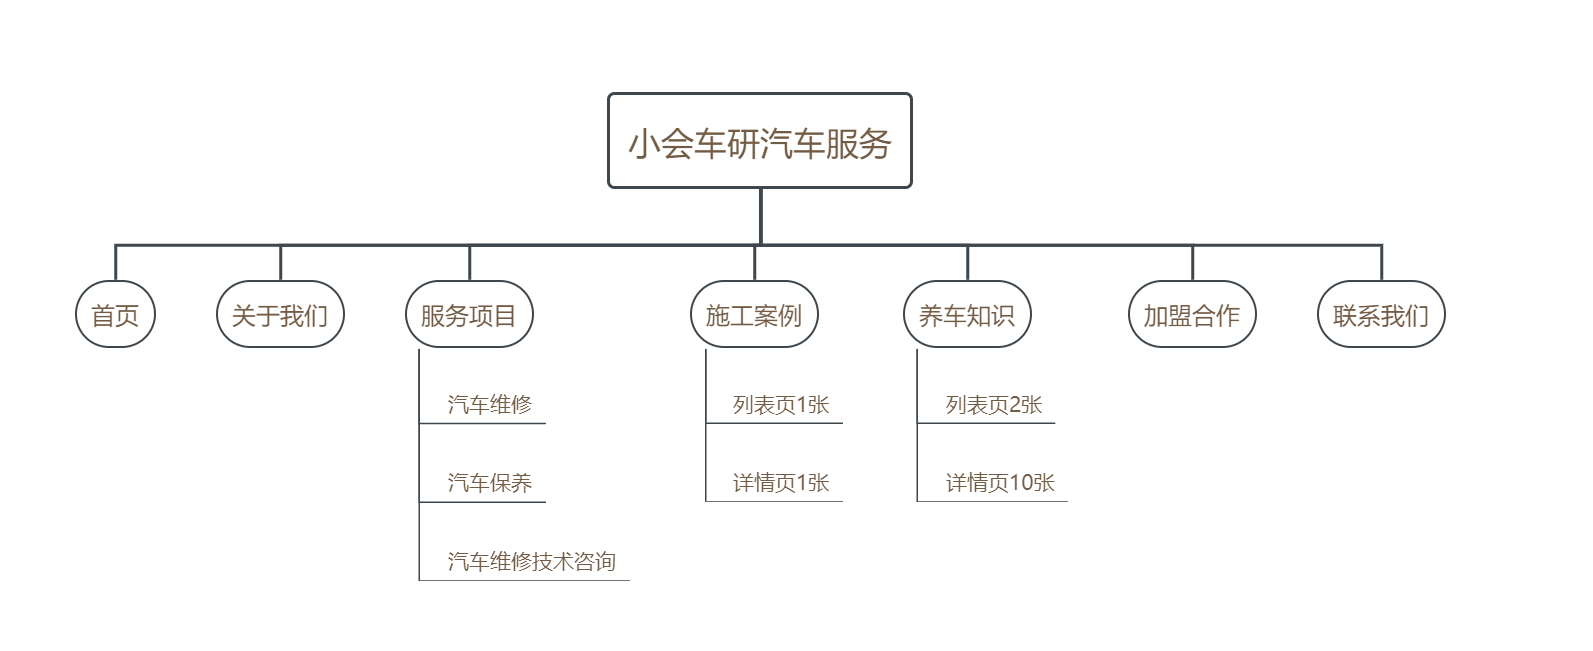 小会车研汽车服务
首页
关于我们
服务项目
施工案例
养车知识
加盟合作
联系我们
汽车维修
列表页1张
列表页2张
汽车保养
详情页1张
详情页10张
汽车维修技术咨询